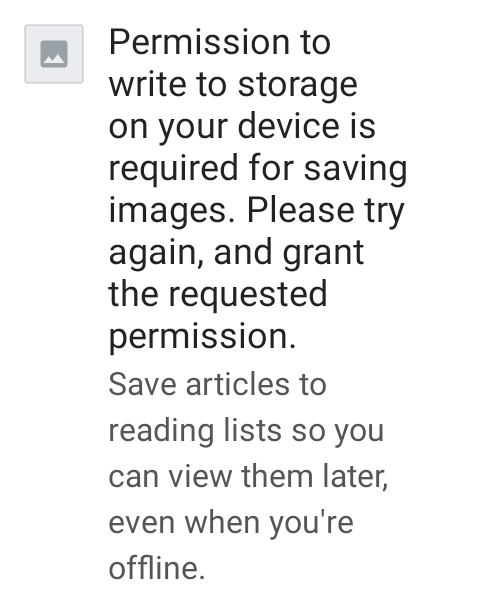 Permission to
write to storage
on your device is
required for saving
images. Please try
again, and grant
the requested
permission.
Save articles to
reading lists so you
can view them later,
even when you're
offline.